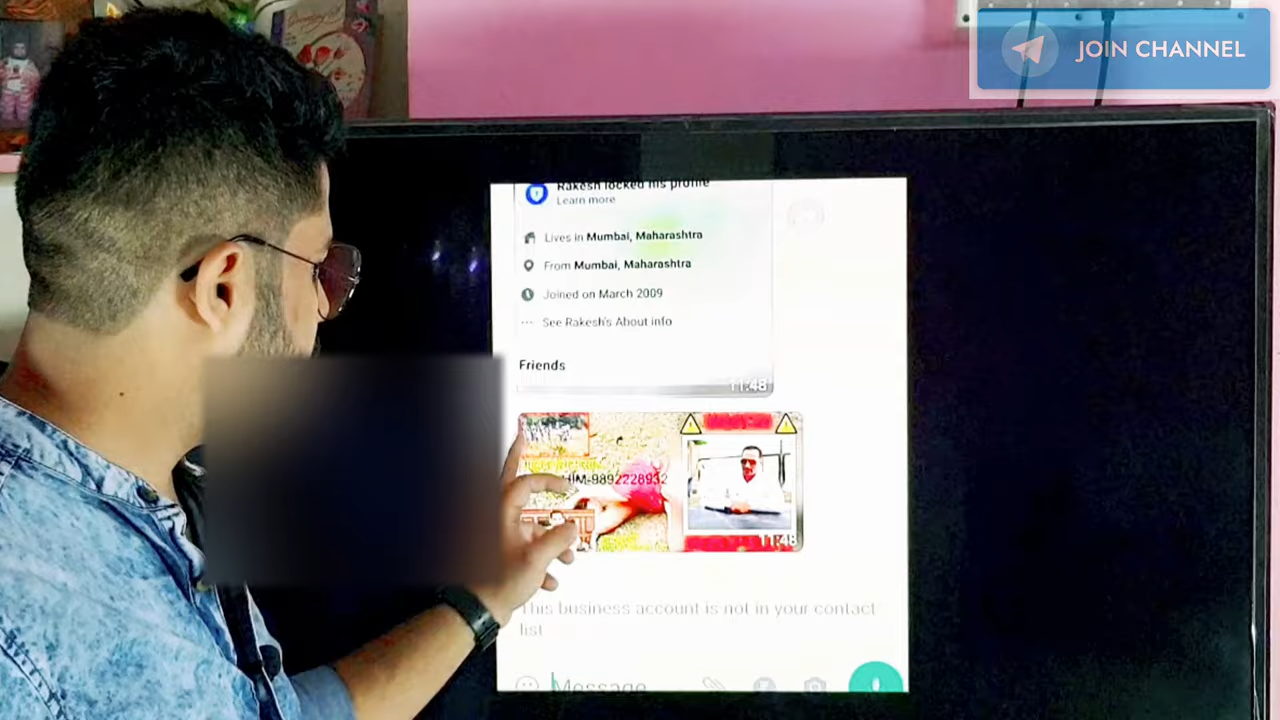 JOIN CHANNEL
Rakesh locked his profile
Learn more
Lives in Mumbai, Maharashtra
From Mumbai, Maharashtra
Joined on March 2009
See Rakesh's About info
Friends
11:48
HIM-9892228932
11:48
This business account is not in your contact
list
Message